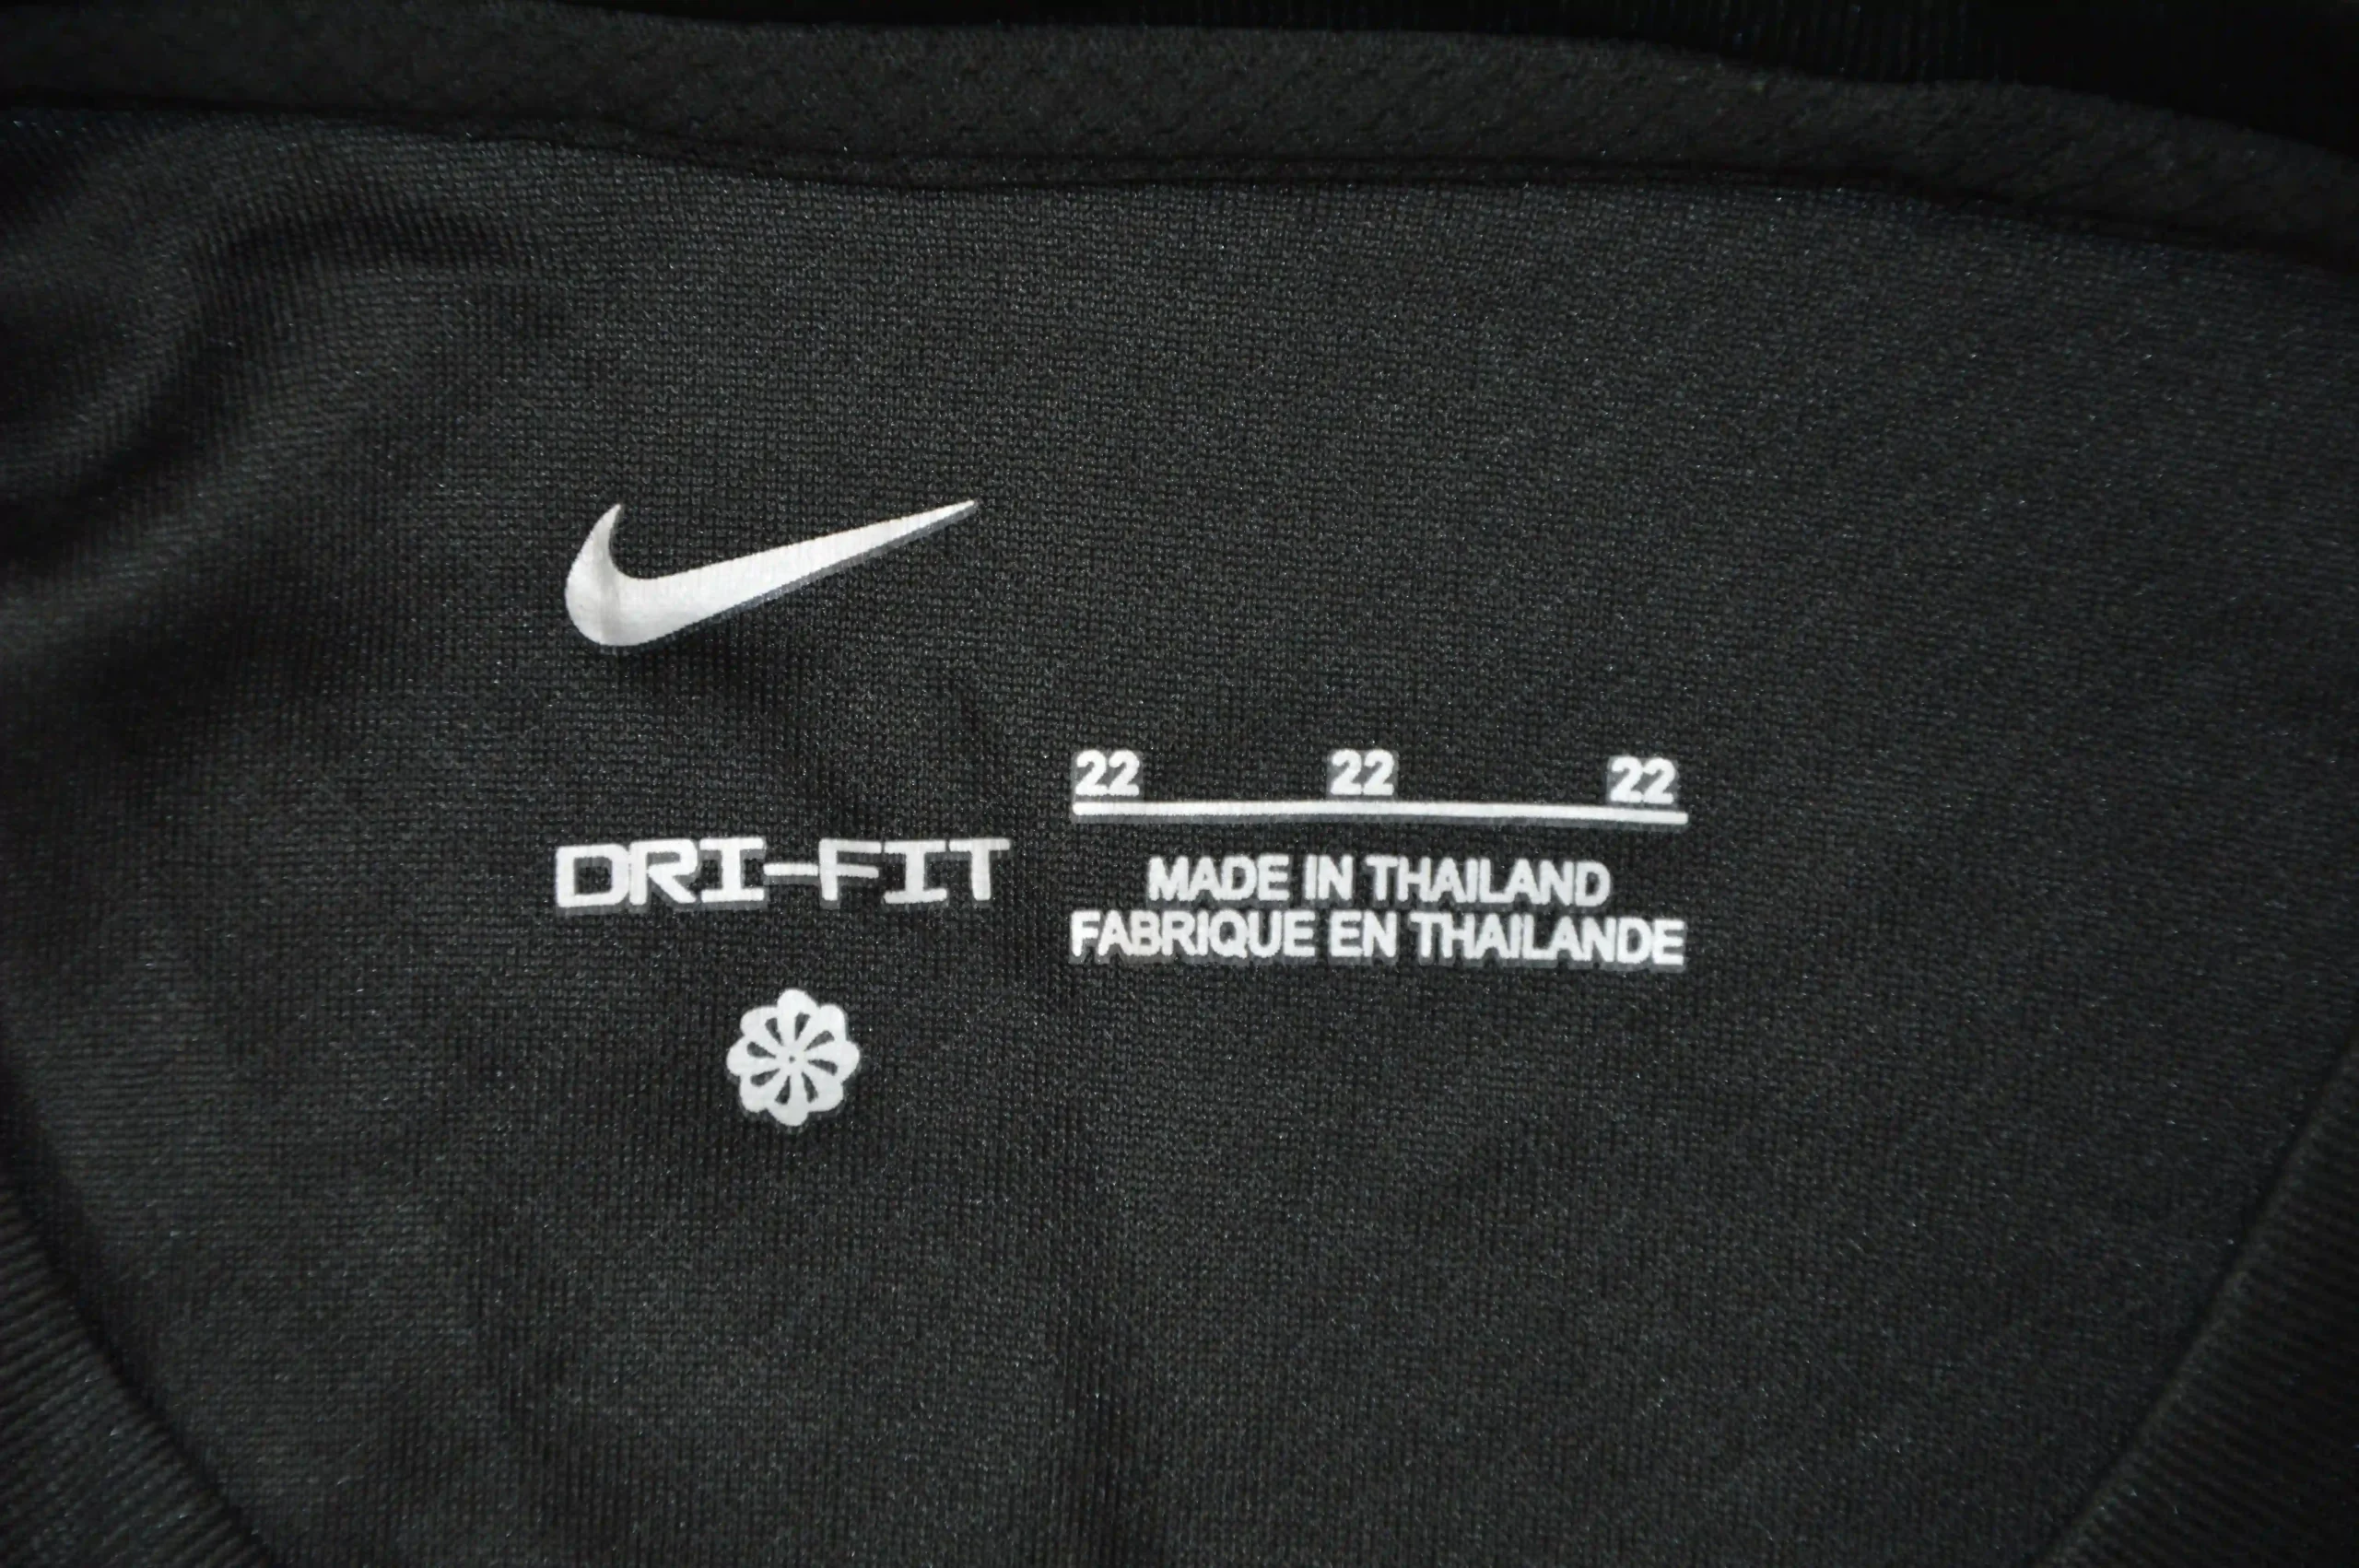 22 22 22
DRI-FIT
MADE IN THAILAND
FABRIQUE EN THAILANDE